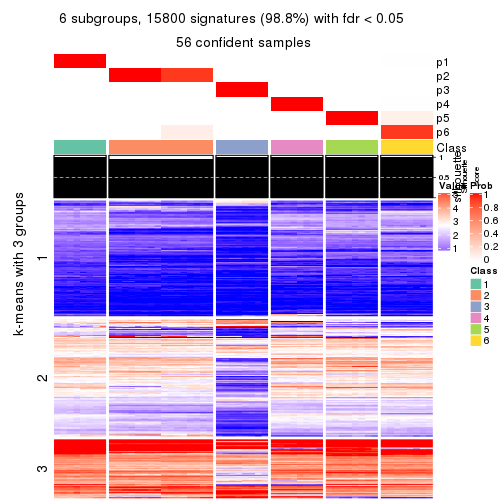 6 subgroups, 15800 signatures (98.8%) with fdr < 0.05
56 confident samples
p1
p2
p3
p4
p5
p6
Class
1
0.5
Silhouette
score
k-means with 3 groups
1
2
3
Value
4
3
2
1
Prob
1
0.8
0.6
0.4
0.2
0
Class
1
2
3
4
5
6